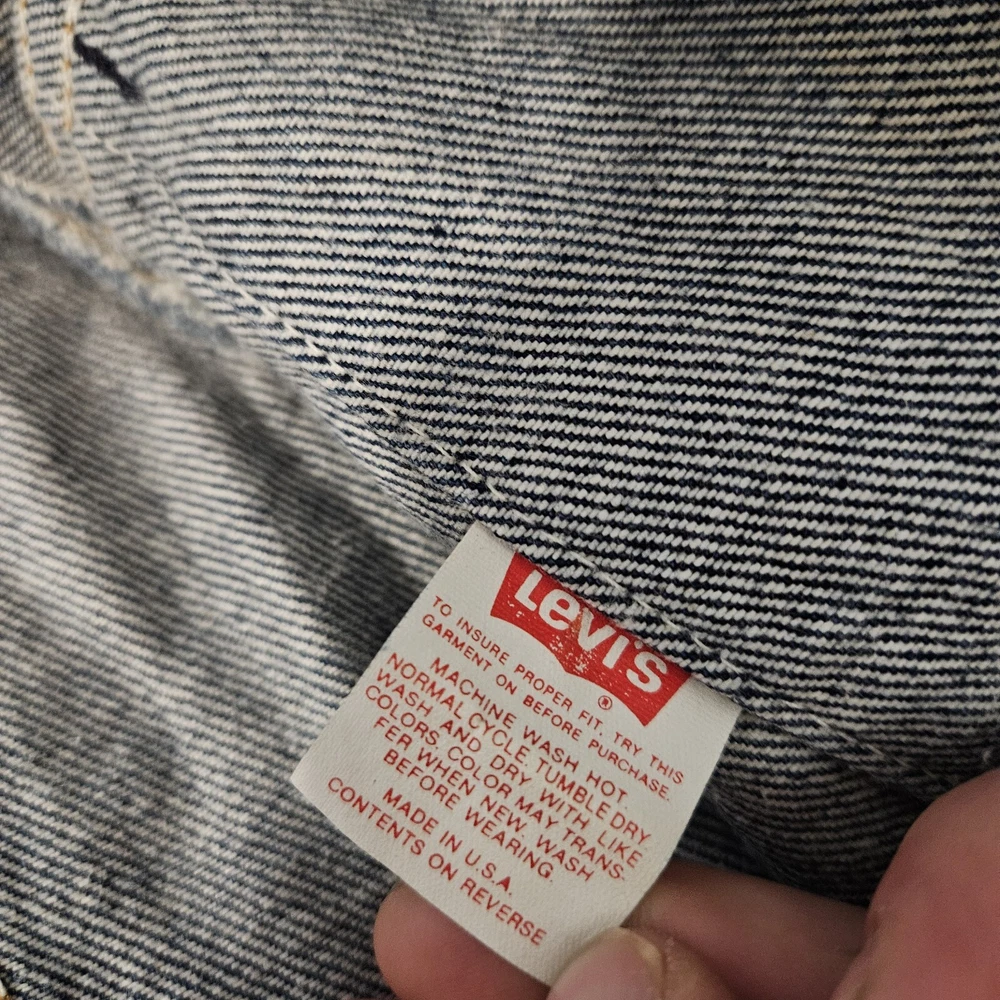 Levi's
®
TO INSURE PROPER FIT, TRY THIS
GARMENT ON BEFORE PURCHASE.
MACHINE WASH HOT.
NORMAL CYCLE, TUMBLE DRY
WASH AND DRY WITH LIKE
COLORS, COLOR MAY TRANS-
FER WHEN NEW. WASH
BEFORE WEARING.
MADE IN U.S.A.
CONTENTS ON REVERSE